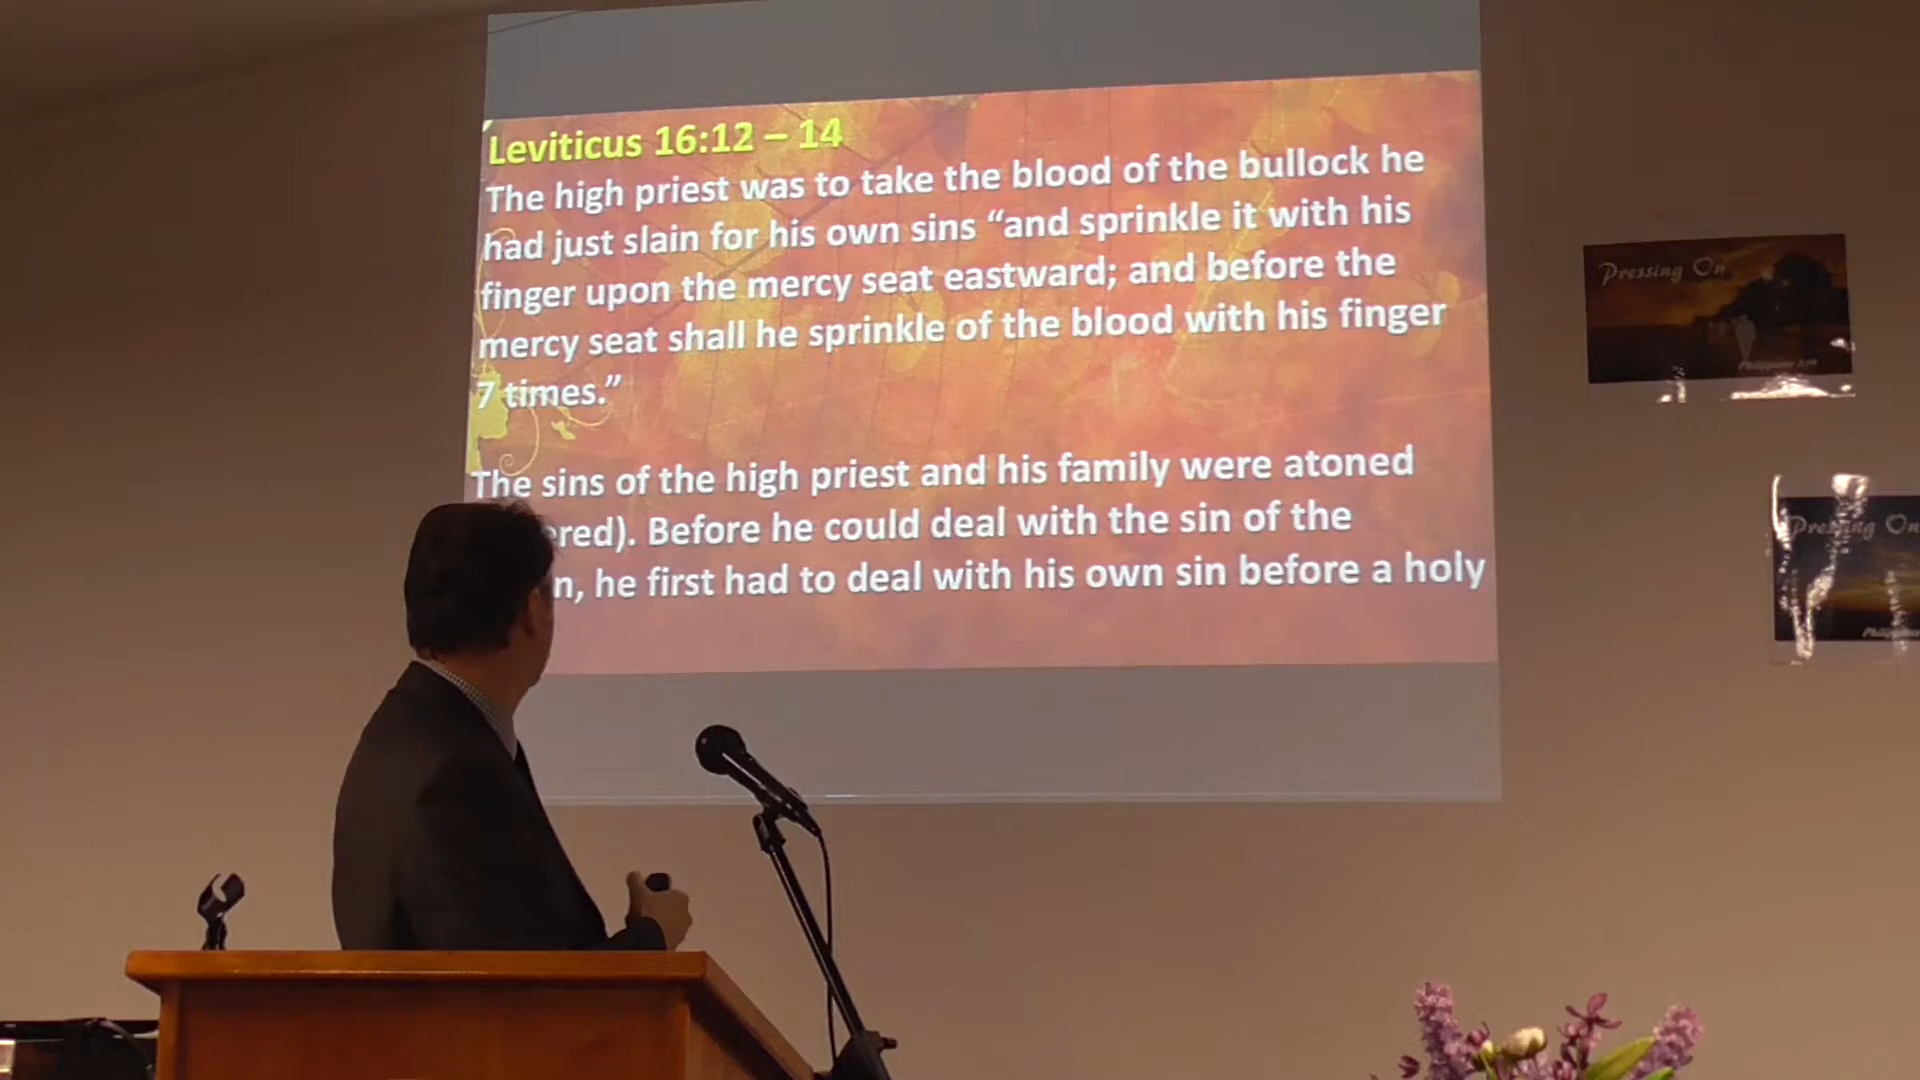 Leviticus 16:12 – 14
The high priest was to take the blood of the bullock he
had just slain for his own sins “and sprinkle it with his
finger upon the mercy seat eastward; and before the
mercy seat shall he sprinkle of the blood with his finger
7 times.”
The sins of the high priest and his family were atoned
ered). Before he could deal with the sin of the
n, he first had to deal with his own sin before a holy
Pressing On
Pressing On